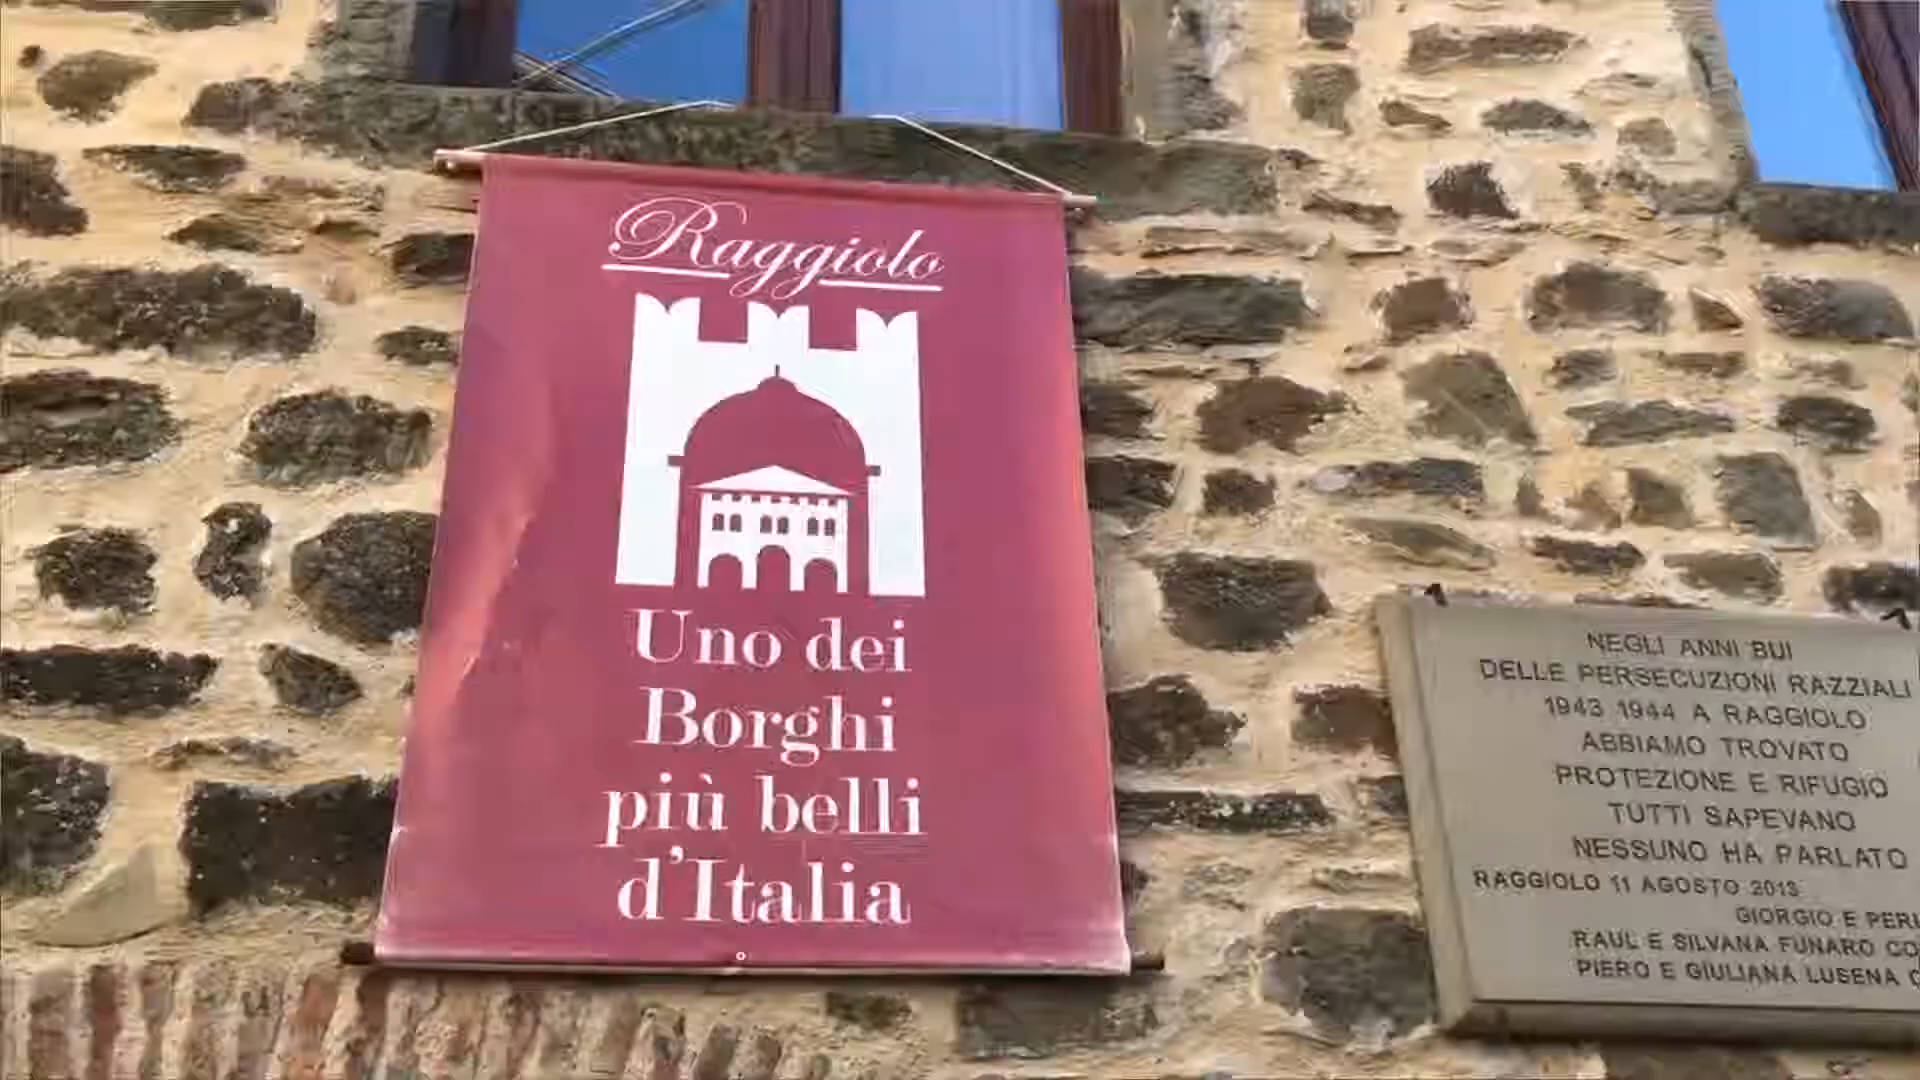 Raggiolo
Uno dei
Borghi
più belli
d'Italia
NEGLI ANNI BUI
DELLE PERSECUZIONI RAZZIALI
1943 1944 A RAGGIOLO
ABBIAMO TROVATO
PROTEZIONE E RIFUGIO
TUTTI SAPEVANO
NESSUNO HA PARLATO
RAGGIOLO 11 AGOSTO 2013
GIORGIO E
RAUL E SILVANA FUNARO
PIERO E GIULIANA LUSENA